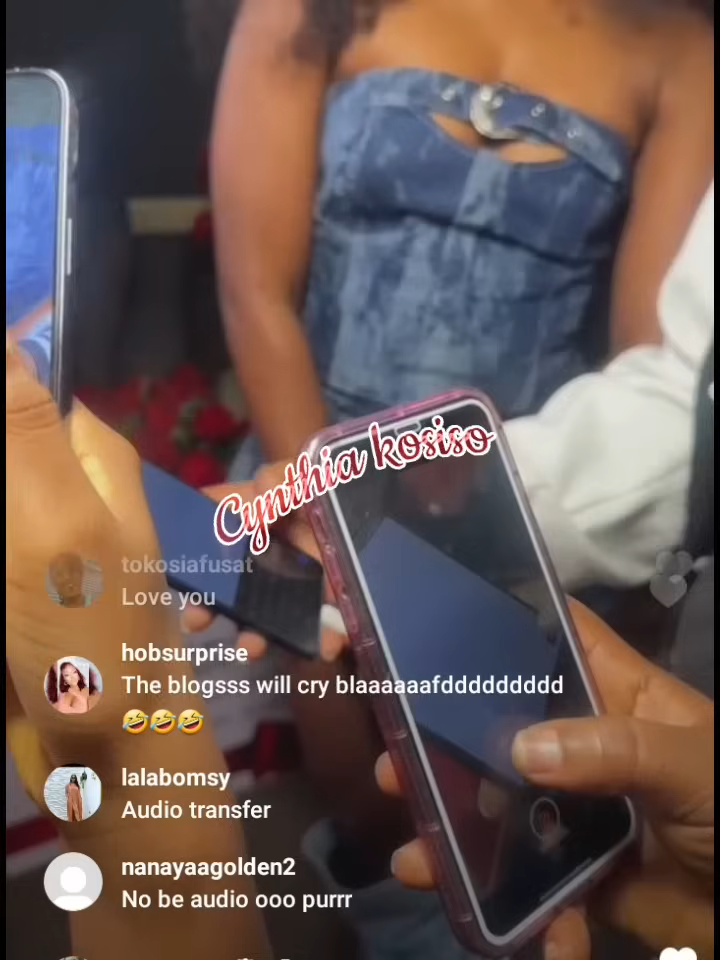 Cynthia kosiso
tokosiafusat
Love you
hobsurprise
The blogsss will cry blaaaaaafddddddddd
🤣🤣🤣
lalabomsy
Audio transfer
nanayaagolden2
No be audio ooo purrr